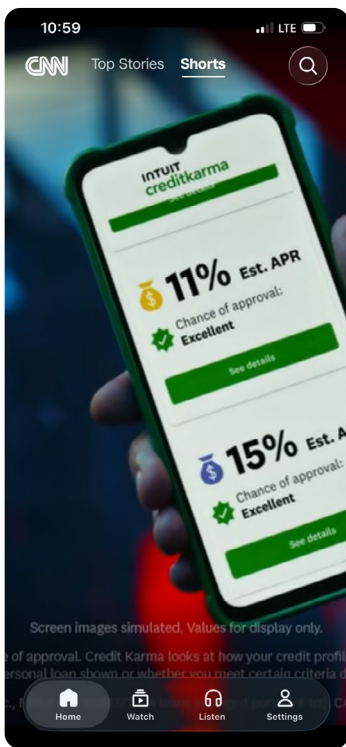 10:59
LTE
CNN
Top Stories
Shorts
INTUIT
creditkarma
See details
11% Est. APR
Chance of approval:
Excellent
See details
15% Est. A
Chance of approval:
Excellent
See details
Screen images simulated. Values for display only.
e of approval. Credit Karma looks at how your credit profil
ersonal loan shown or whether you meet certain criteria d
Home
Watch
Listen
Settings